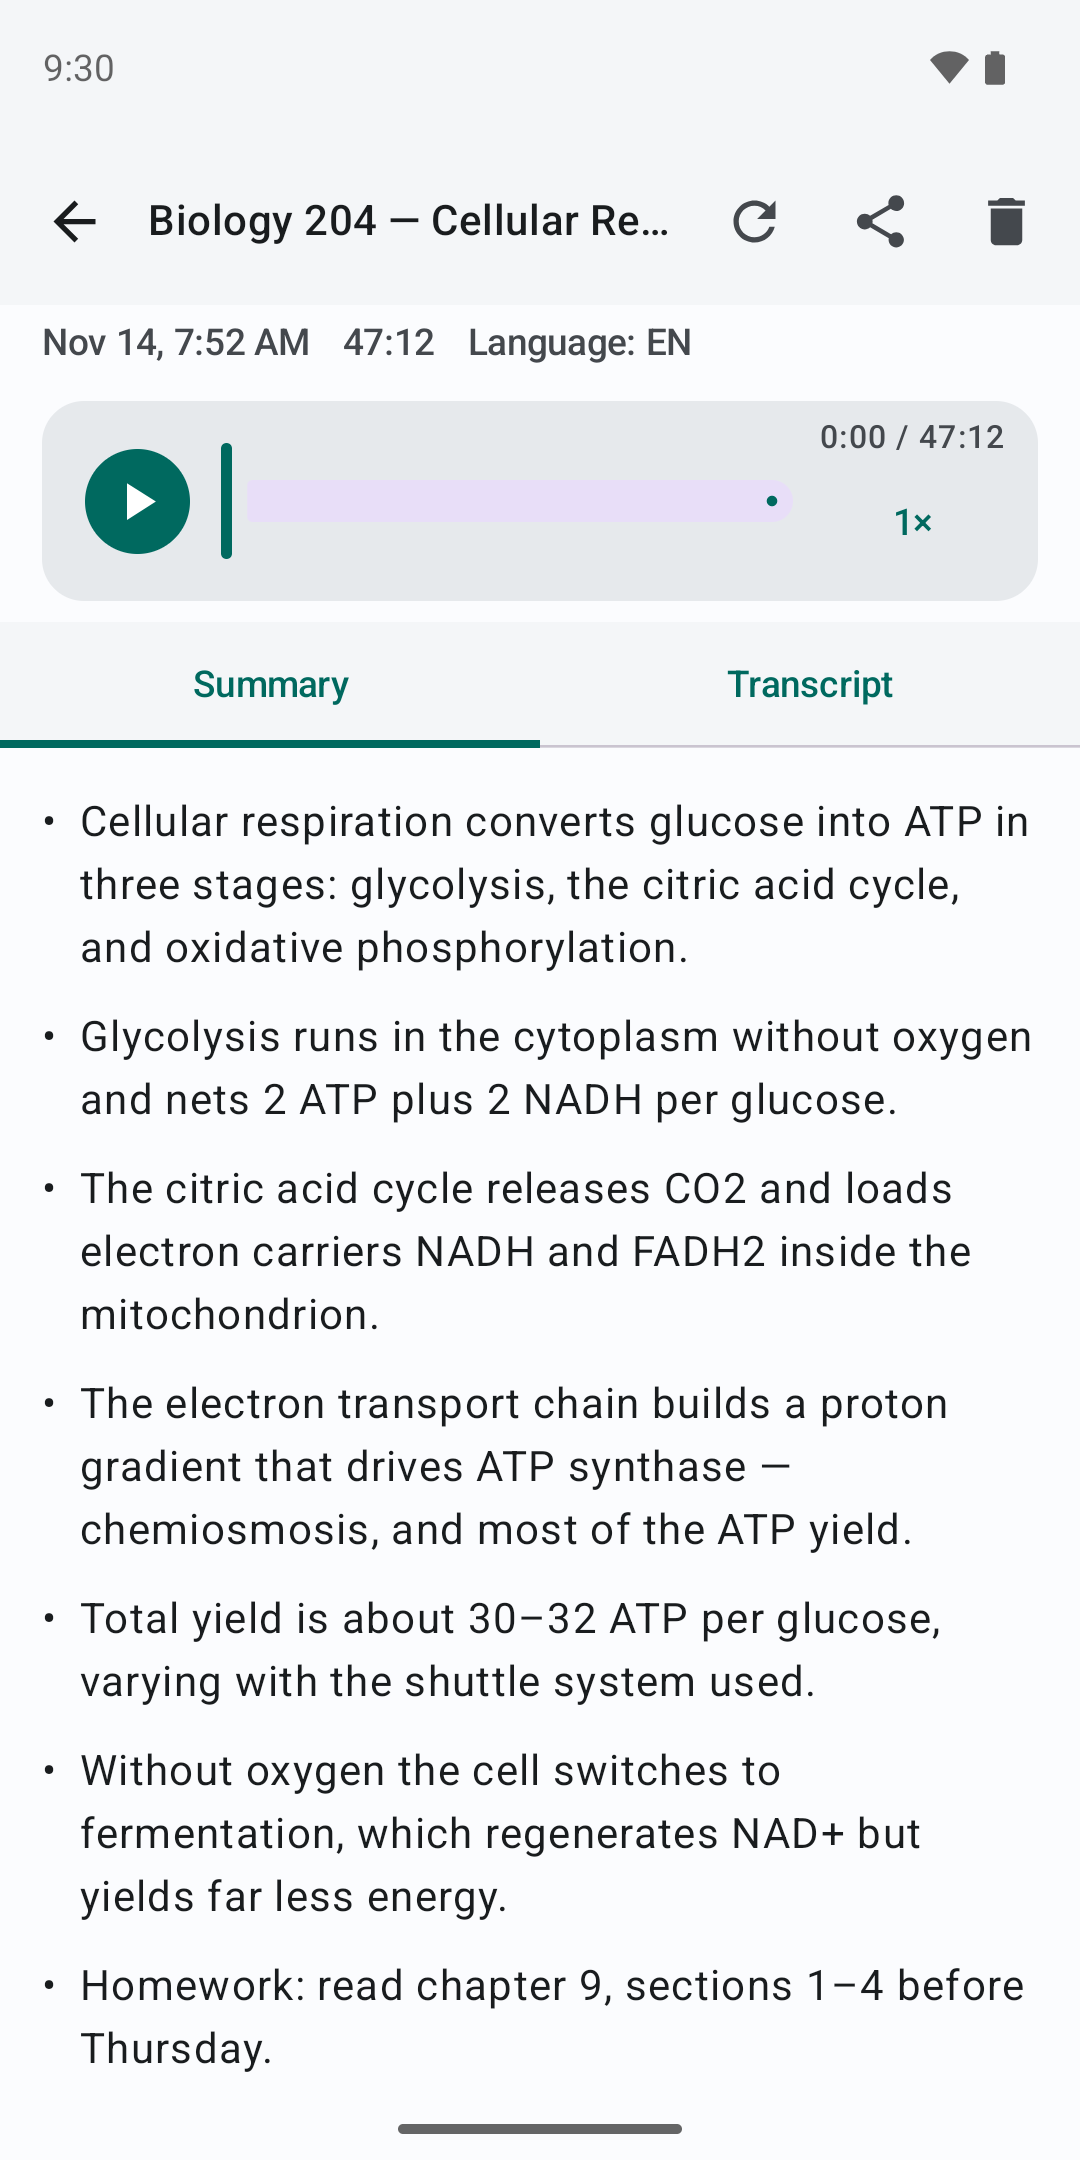 9:30
Biology 204 — Cellular Re...
Nov 14, 7:52 AM 47:12 Language: EN
0:00 / 47:12
1×
Summary Transcript
• Cellular respiration converts glucose into ATP in
three stages: glycolysis, the citric acid cycle,
and oxidative phosphorylation.
• Glycolysis runs in the cytoplasm without oxygen
and nets 2 ATP plus 2 NADH per glucose.
• The citric acid cycle releases CO2 and loads
electron carriers NADH and FADH2 inside the
mitochondrion.
• The electron transport chain builds a proton
gradient that drives ATP synthase —
chemiosmosis, and most of the ATP yield.
• Total yield is about 30–32 ATP per glucose,
varying with the shuttle system used.
• Without oxygen the cell switches to
fermentation, which regenerates NAD+ but
yields far less energy.
• Homework: read chapter 9, sections 1–4 before
Thursday.